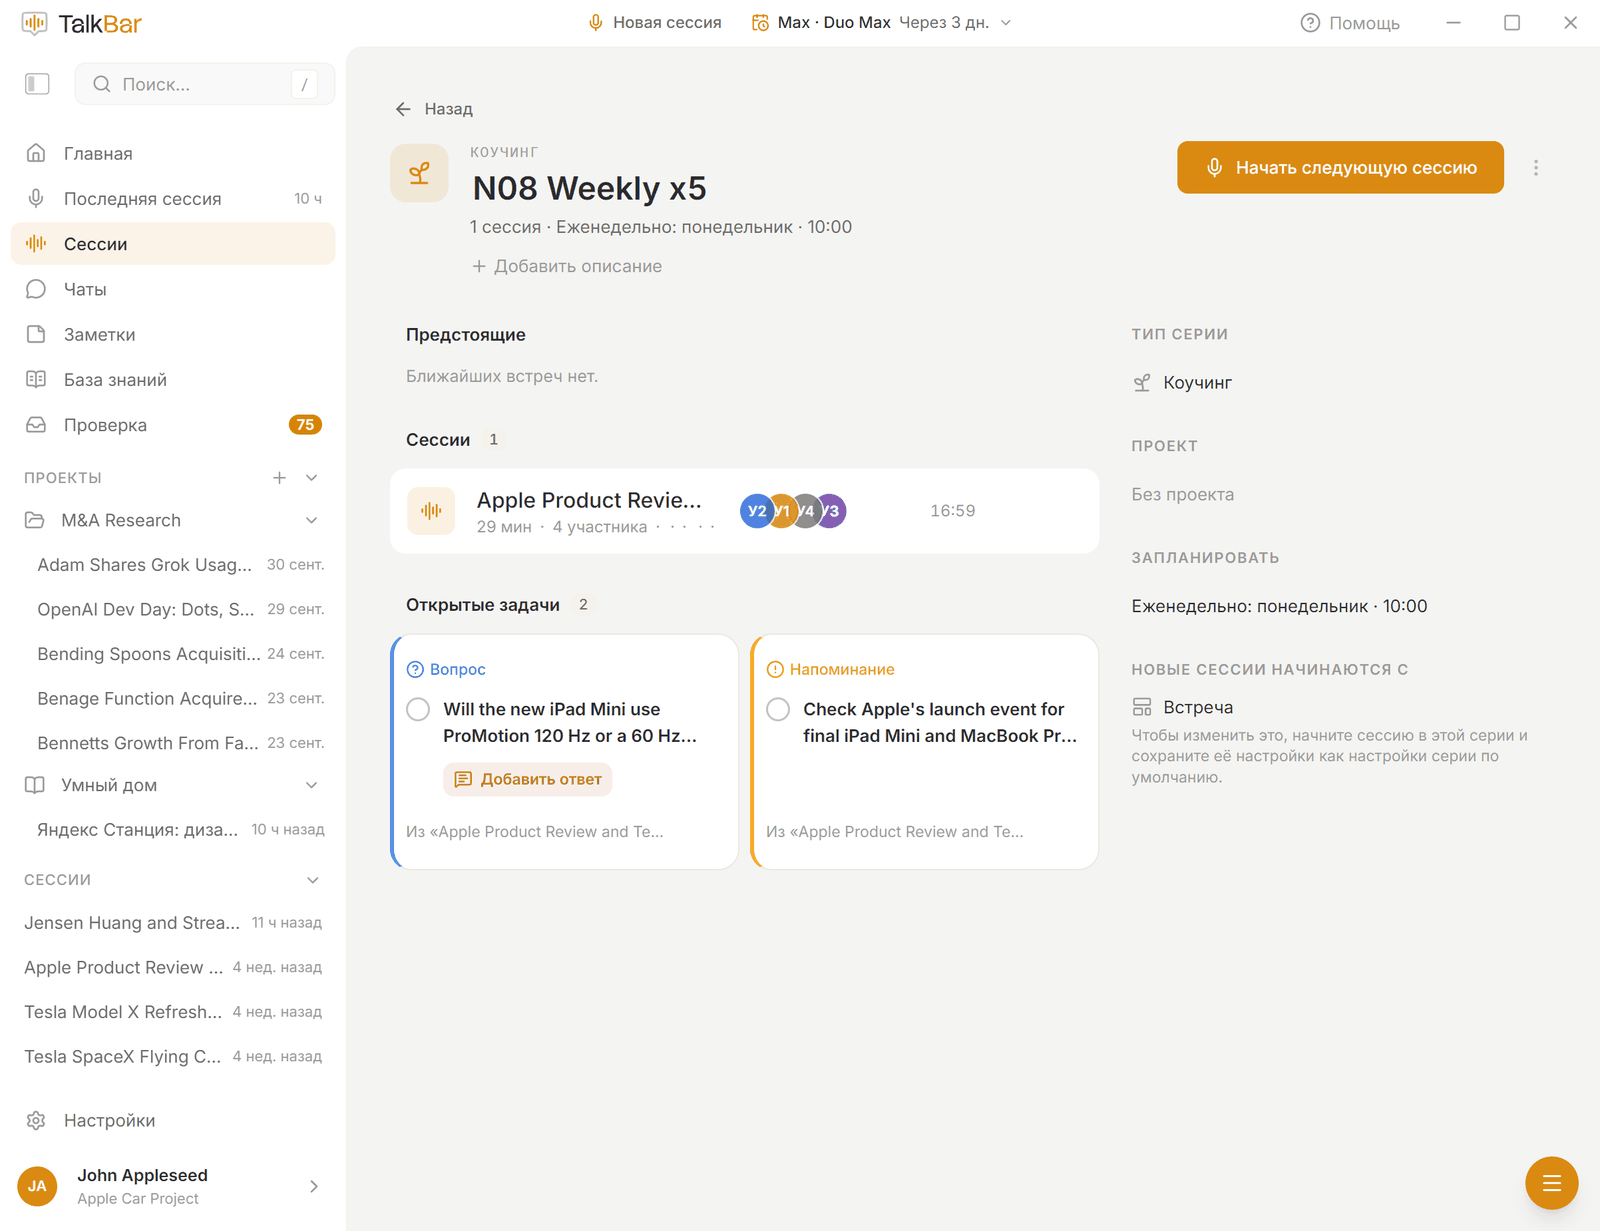 TalkBar
Новая сессия
Max · Duo Max Через 3 дн.
Помощь
Поиск...
/
Главная
Последняя сессия 10 ч
Сессии
Чаты
Заметки
База знаний
Проверка 75
ПРОЕКТЫ
M&A Research
Adam Shares Grok Usag... 30 сент.
OpenAI Dev Day: Dots, S... 29 сент.
Bending Spoons Acquisiti... 24 сент.
Benage Function Acquire... 23 сент.
Bennetts Growth From Fa... 23 сент.
Умный дом
Яндекс Станция: диза... 10 ч назад
СЕССИИ
Jensen Huang and Strea... 11 ч назад
Apple Product Review ... 4 нед. назад
Tesla Model X Refresh... 4 нед. назад
Tesla SpaceX Flying C... 4 нед. назад
Настройки
JA
John Appleseed
Apple Car Project
Назад
КОУЧИНГ
N08 Weekly x5
1 сессия · Еженедельно: понедельник · 10:00
+ Добавить описание
Начать следующую сессию
Предстоящие
Ближайших встреч нет.
Сессии 1
Apple Product Revie...
29 мин · 4 участника · · · · ·
У2 У1 У4 У3
16:59
Открытые задачи 2
Вопрос
Will the new iPad Mini use
ProMotion 120 Hz or a 60 Hz...
Добавить ответ
Из «Apple Product Review and Te...
Напоминание
Check Apple's launch event for
final iPad Mini and MacBook Pr...
Из «Apple Product Review and Te...
ТИП СЕРИИ
Коучинг
ПРОЕКТ
Без проекта
ЗАПЛАНИРОВАТЬ
Еженедельно: понедельник · 10:00
НОВЫЕ СЕССИИ НАЧИНАЮТСЯ С
Встреча
Чтобы изменить это, начните сессию в этой серии и
сохраните её настройки как настройки серии по
умолчанию.